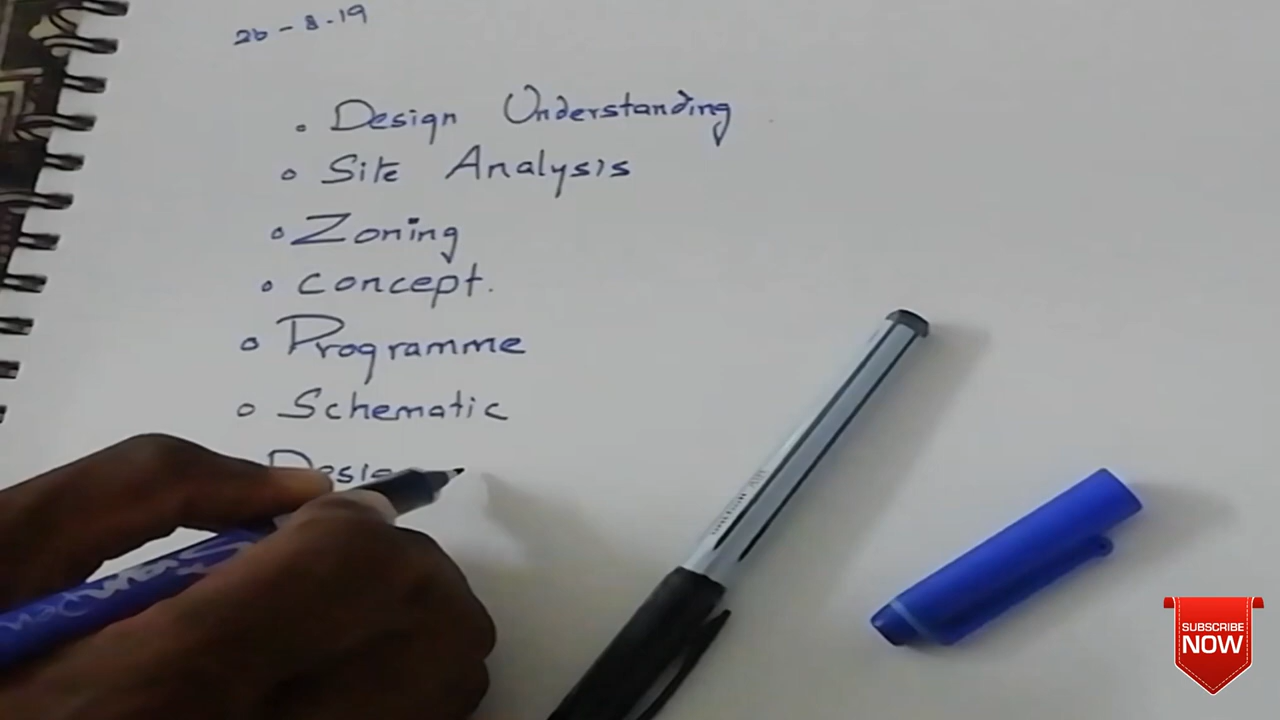 26-8-19
• Design Understanding
• Site Analysis
• Zoning
• Concept.
• Programme
• Schematic
SUBSCRIBE
NOW